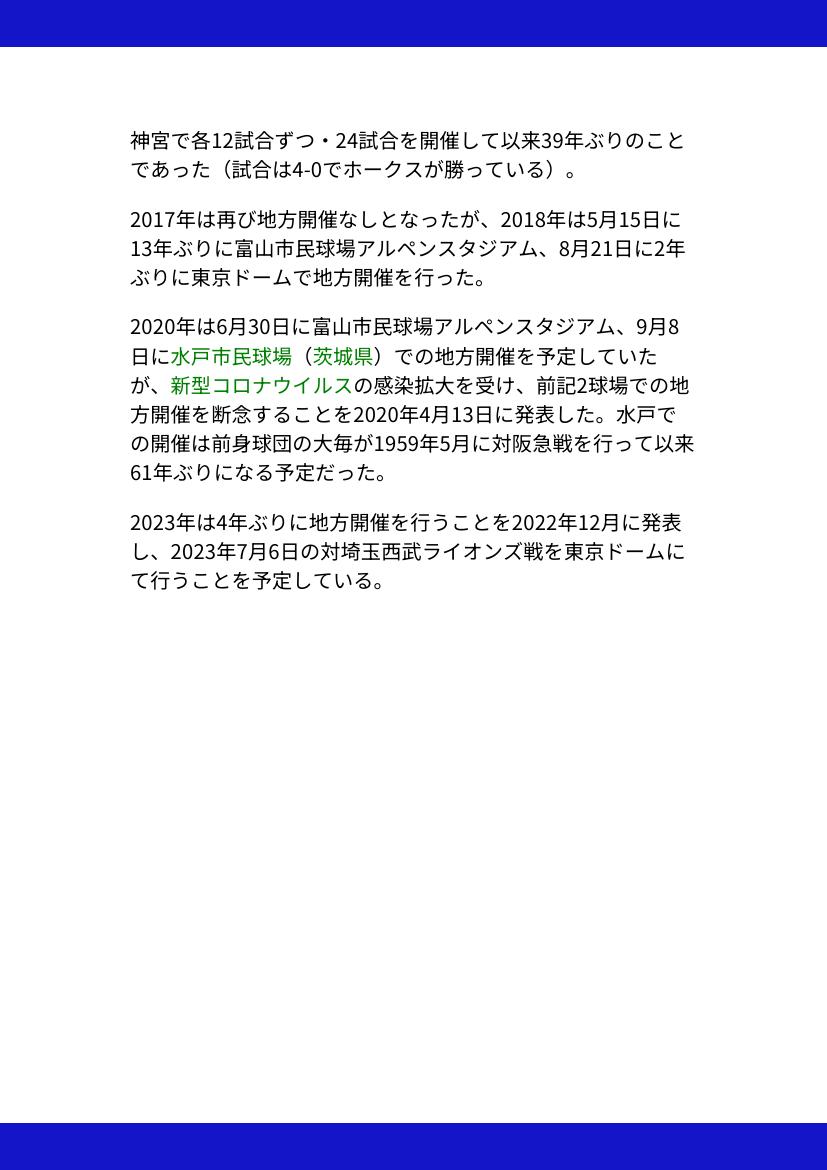 神宮で各12試合ずつ・24試合を開催して以来39年ぶりのこと
であった（試合は4-0でホークスが勝っている）。
2017年は再び地方開催なしとなったが、2018年は5月15日に
13年ぶりに富山市民球場アルペンスタジアム、8月21日に2年
ぶりに東京ドームで地方開催を行った。
2020年は6月30日に富山市民球場アルペンスタジアム、9月8
日に水戸市民球場（茨城県）での地方開催を予定していた
が、新型コロナウイルスの感染拡大を受け、前記2球場での地
方開催を断念することを2020年4月13日に発表した。水戸で
の開催は前身球団の大毎が1959年5月に対阪急戦を行って以来
61年ぶりになる予定だった。
2023年は4年ぶりに地方開催を行うことを2022年12月に発表
し、2023年7月6日の対埼玉西武ライオンズ戦を東京ドームに
て行うことを予定している。